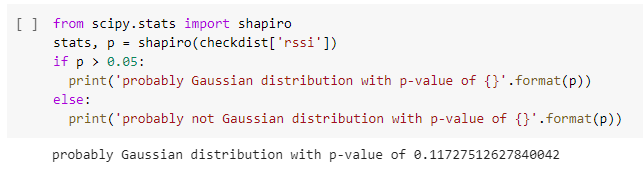 [ ] from scipy.stats import shapiro
stats, p = shapiro(checkdist['rssi'])
if p > 0.05:
  print('probably Gaussian distribution with p-value of {}'.format(p))
else:
  print('probably not Gaussian distribution with p-value of {}'.format(p))
probably Gaussian distribution with p-value of 0.11727512627840042